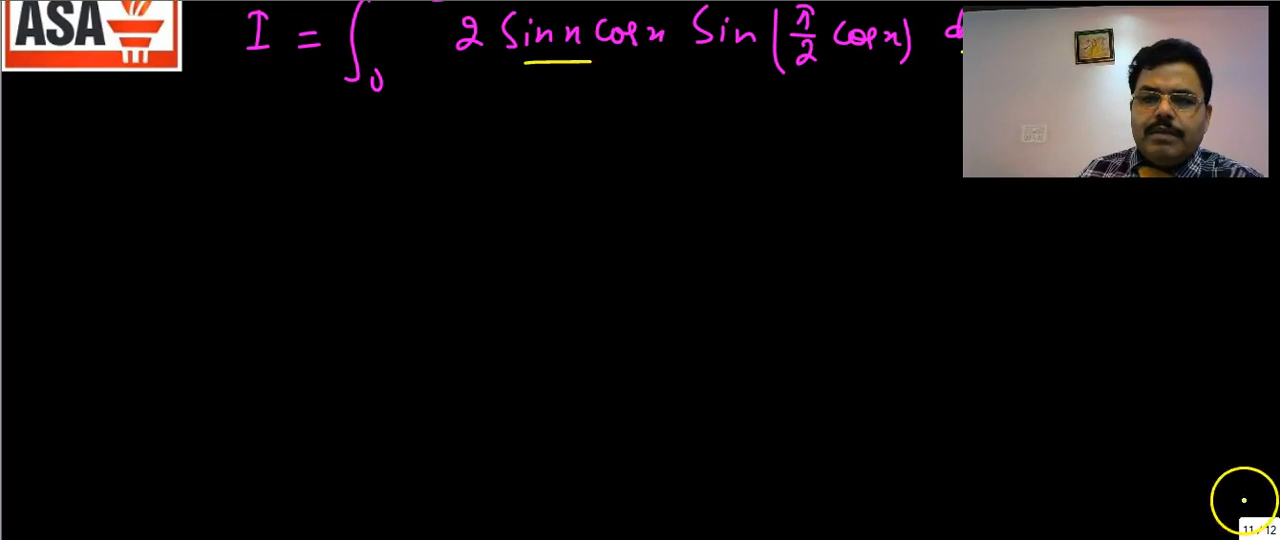 ASA
I = ∫₀ 2 Sin x cos x Sin (π/2 cos x) d
11 / 12